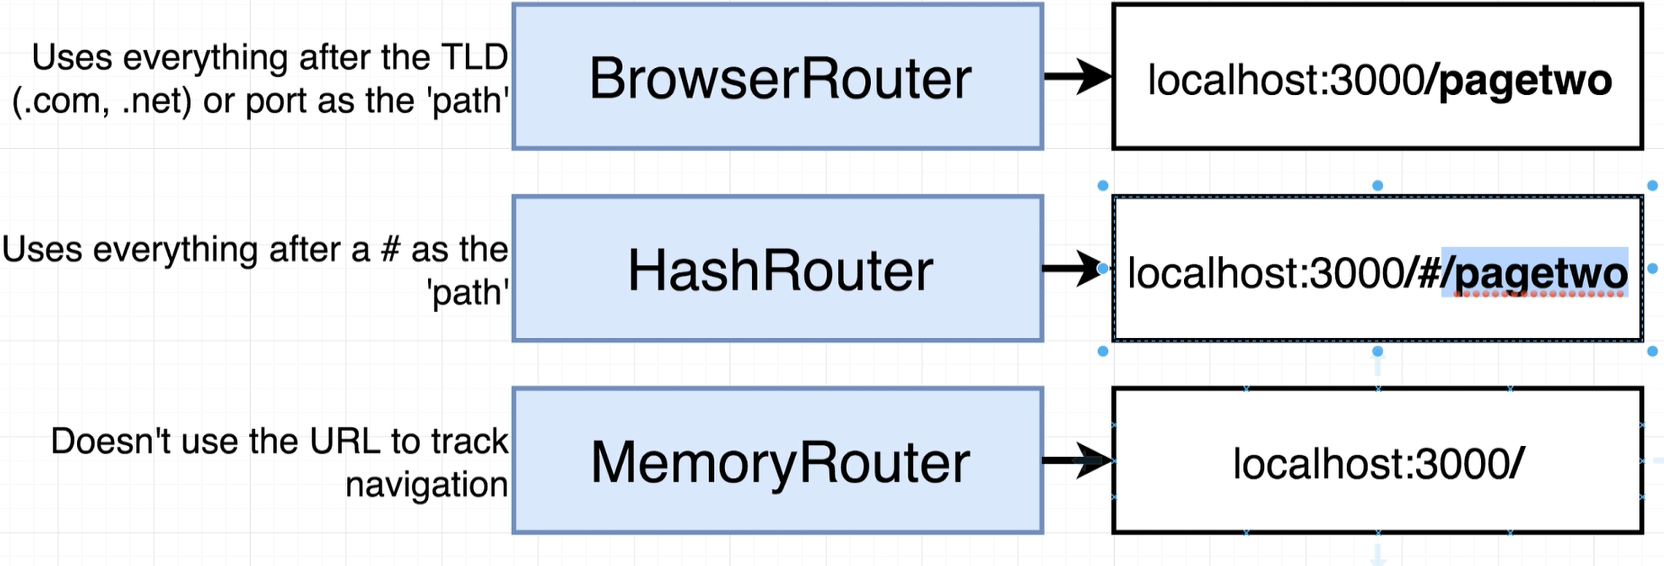 Uses everything after the TLD
(.com, .net) or port as the 'path'
BrowserRouter
localhost:3000/pagetwo
Uses everything after a # as the
'path'
HashRouter
localhost:3000/#/pagetwo
Doesn't use the URL to track
navigation
MemoryRouter
localhost:3000/